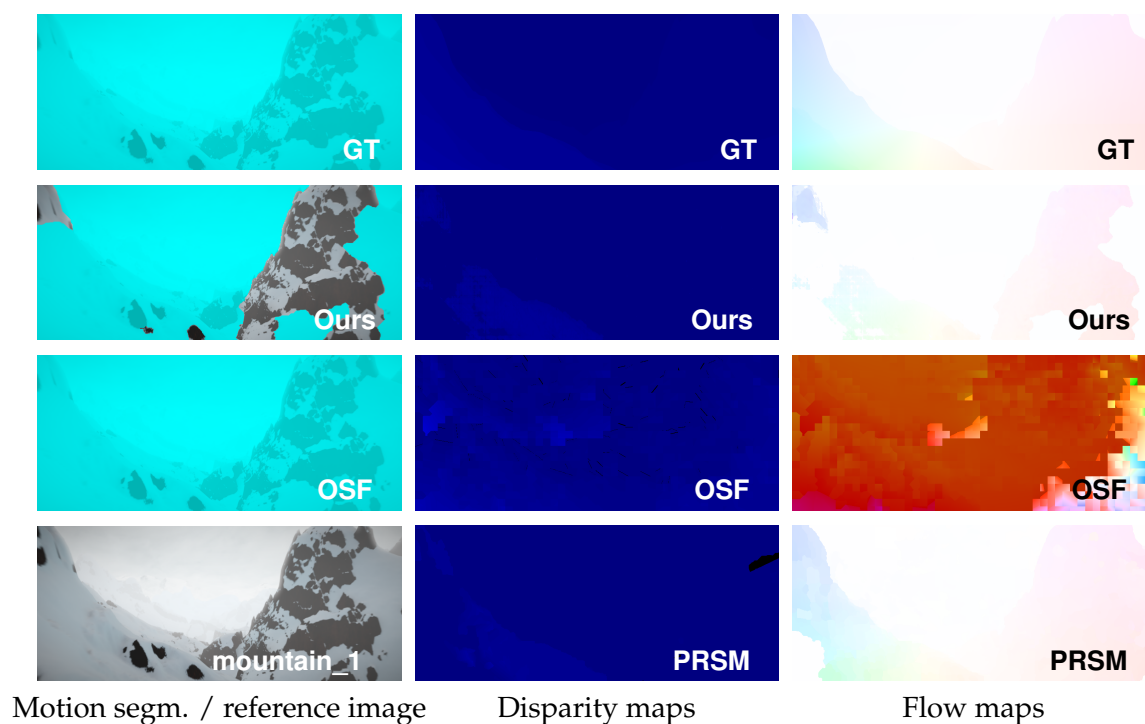 GT GT GT
Ours Ours Ours
OSF OSF OSF
mountain_1 PRSM PRSM
Motion segm. / reference image Disparity maps Flow maps